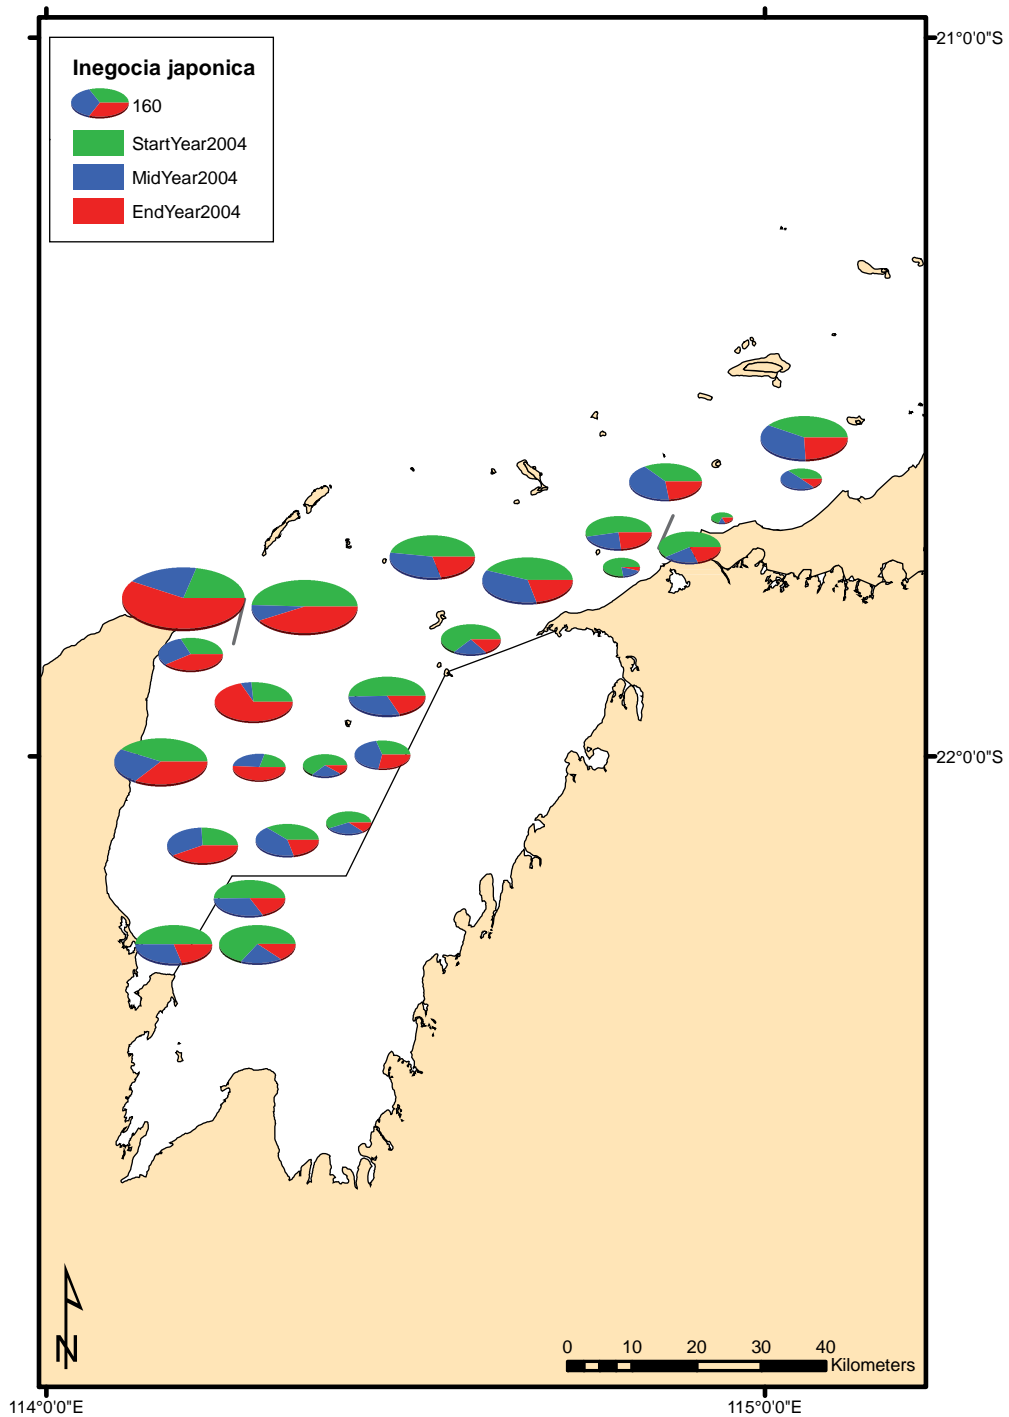 21°0'0"S
Inegocia japonica
160
StartYear2004
MidYear2004
EndYear2004
22°0'0"S
N
0 10 20 30 40
Kilometers
114°0'0"E 115°0'0"E